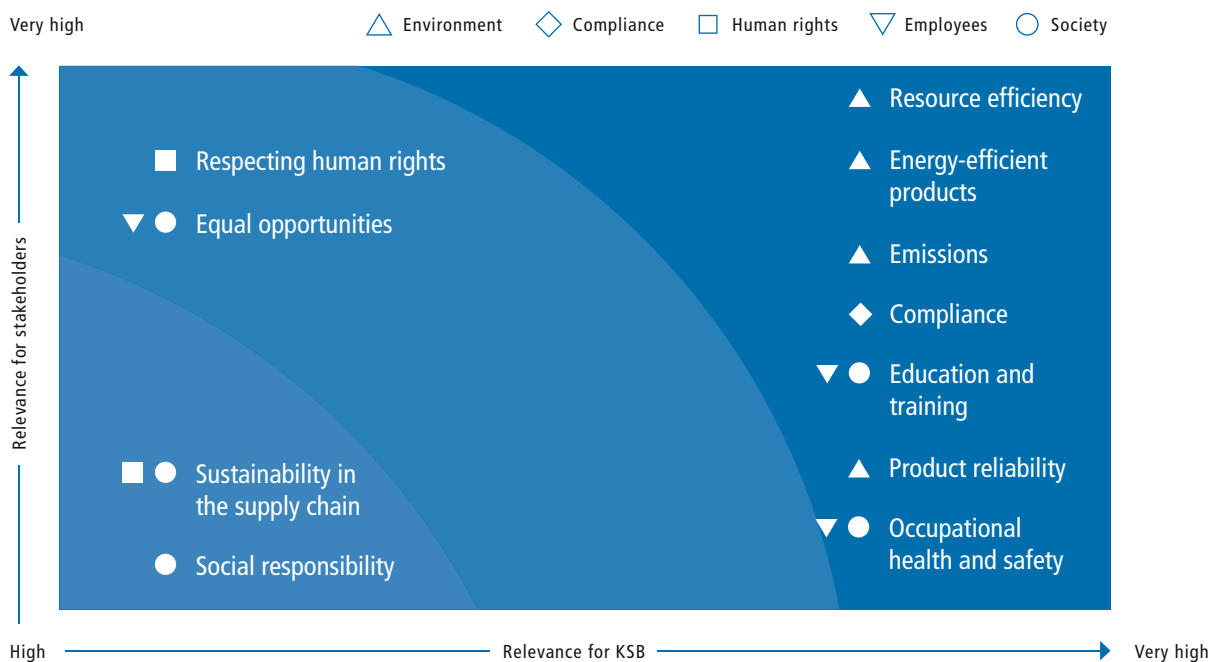 Very high
Environment
Compliance
Human rights
Employees
Society
Relevance for stakeholders
Respecting human rights
Equal opportunities
Sustainability in
the supply chain
Social responsibility
Resource efficiency
Energy-efficient
products
Emissions
Compliance
Education and
training
Product reliability
Occupational
health and safety
High
Relevance for KSB
Very high